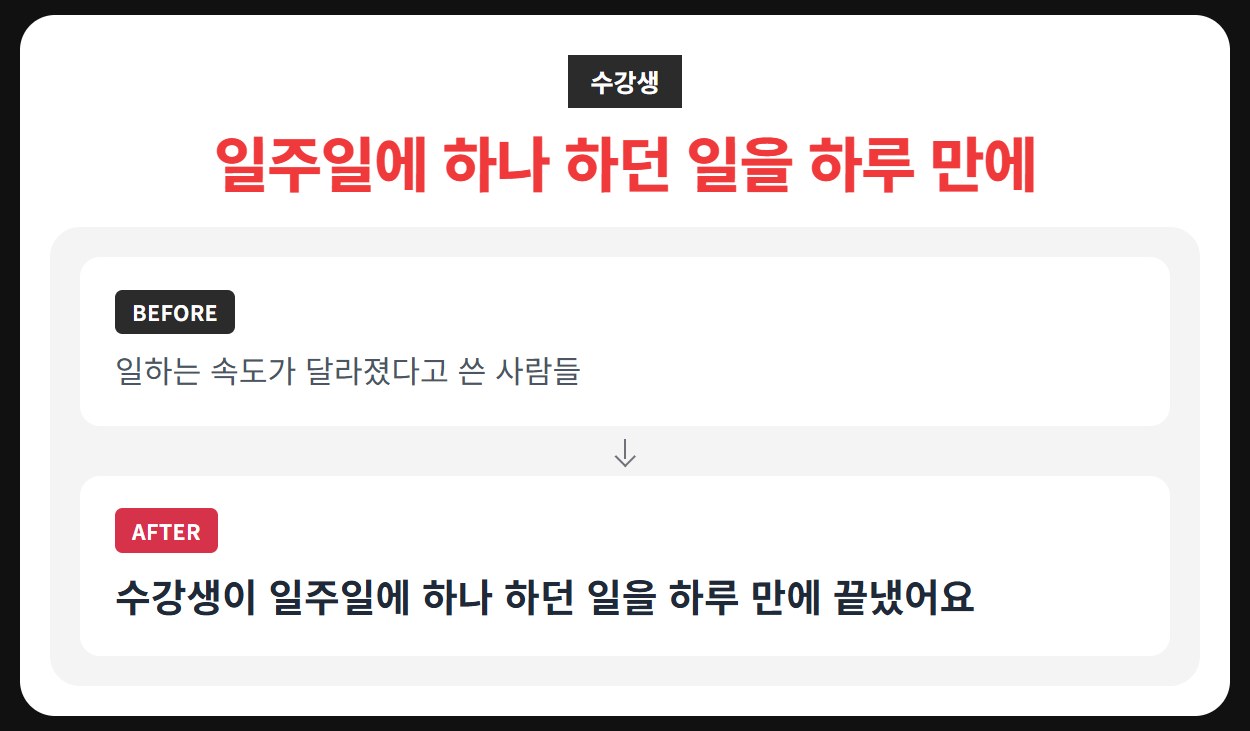 수강생
일주일에 하나 하던 일을 하루 만에
BEFORE
일하는 속도가 달라졌다고 쓴 사람들
AFTER
수강생이 일주일에 하나 하던 일을 하루 만에 끝냈어요